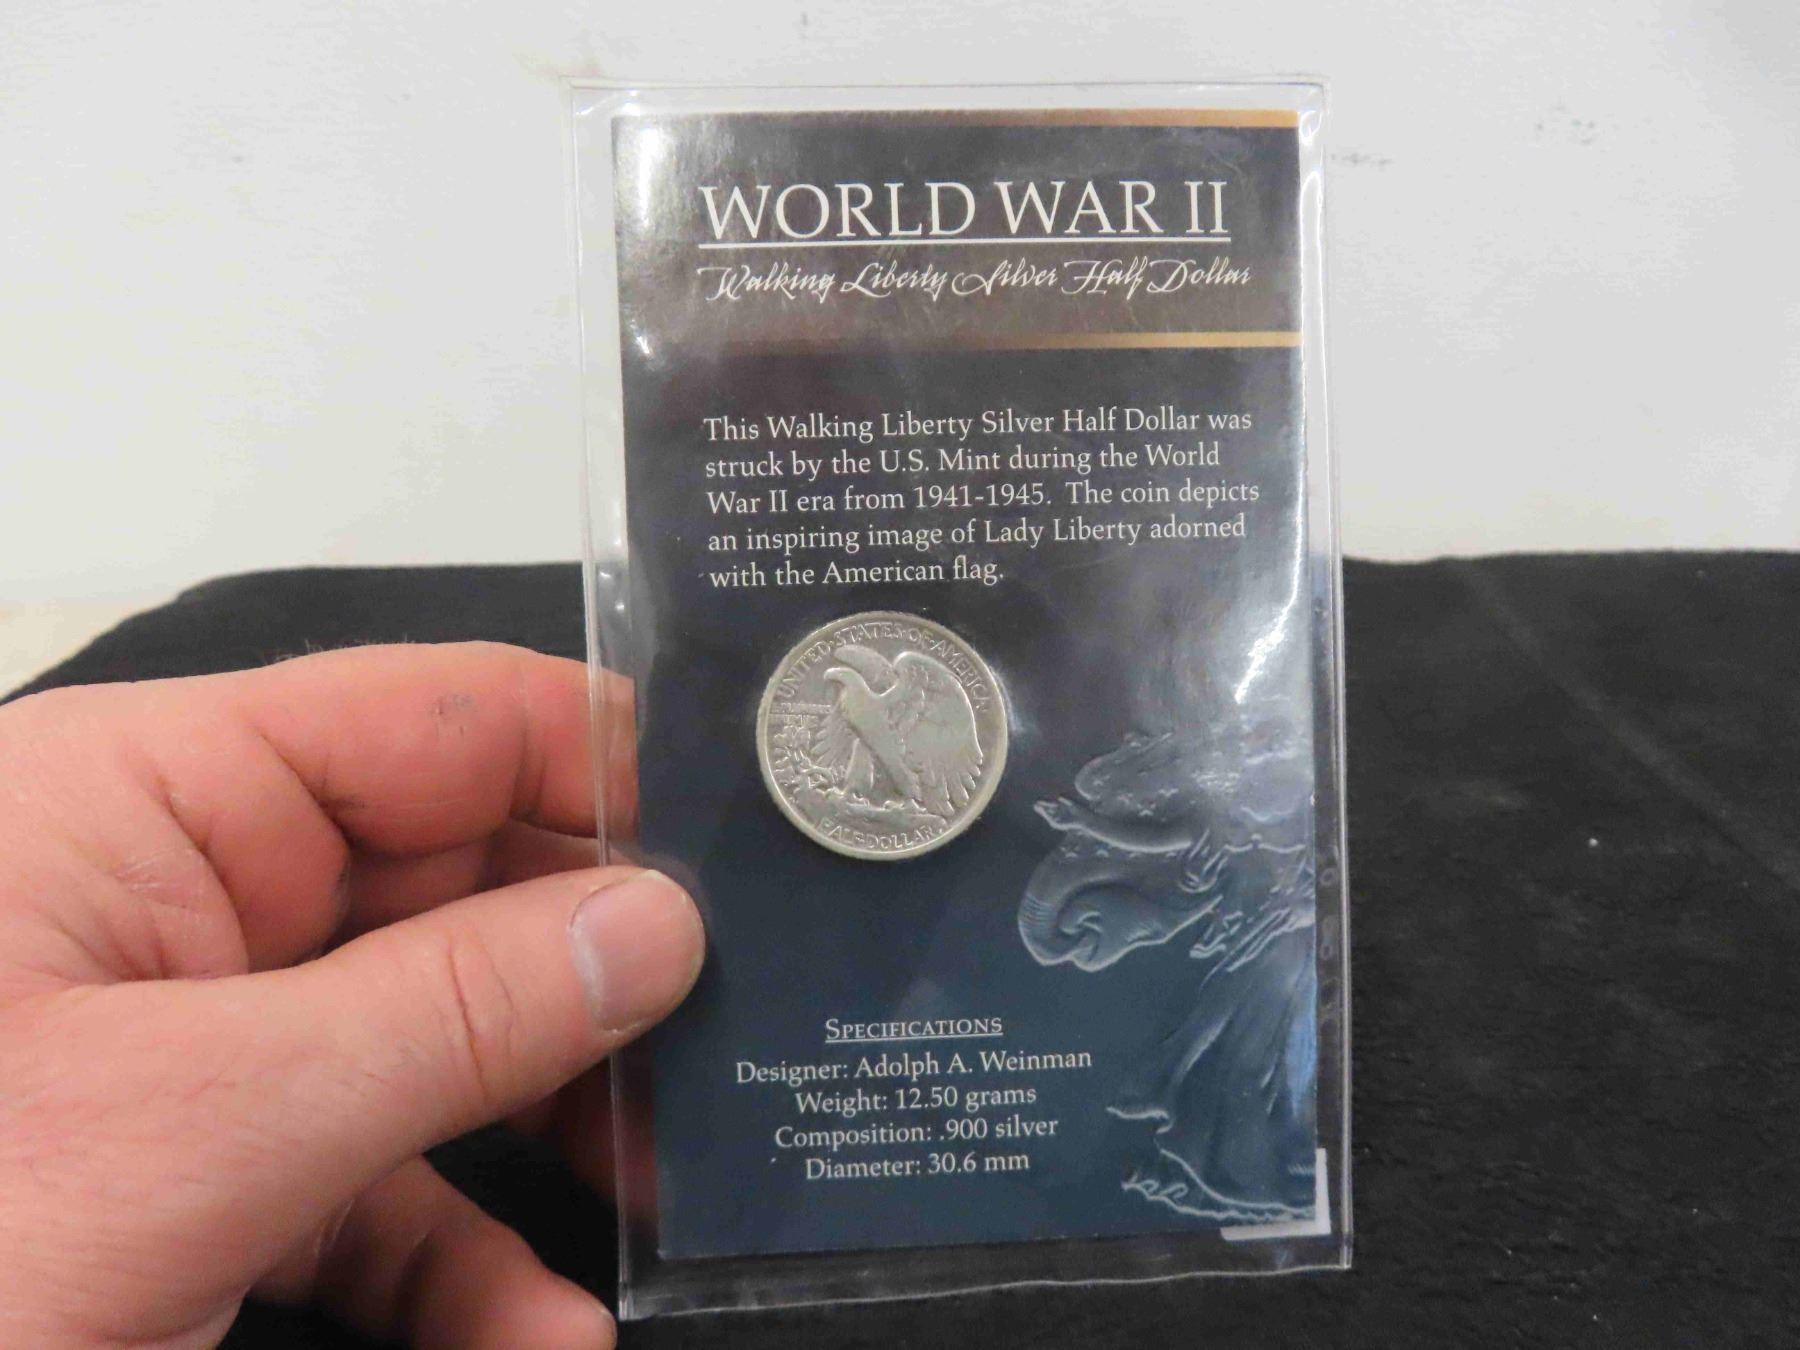 WORLD WAR II
Walking Liberty Silver Half Dollar
This Walking Liberty Silver Half Dollar was
struck by the U.S. Mint during the World
War II era from 1941-1945. The coin depicts
an inspiring image of Lady Liberty adorned
with the American flag.
UNITED·STATES·OF·AMERICA
HALF·DOLLAR
SPECIFICATIONS
Designer: Adolph A. Weinman
Weight: 12.50 grams
Composition: .900 silver
Diameter: 30.6 mm